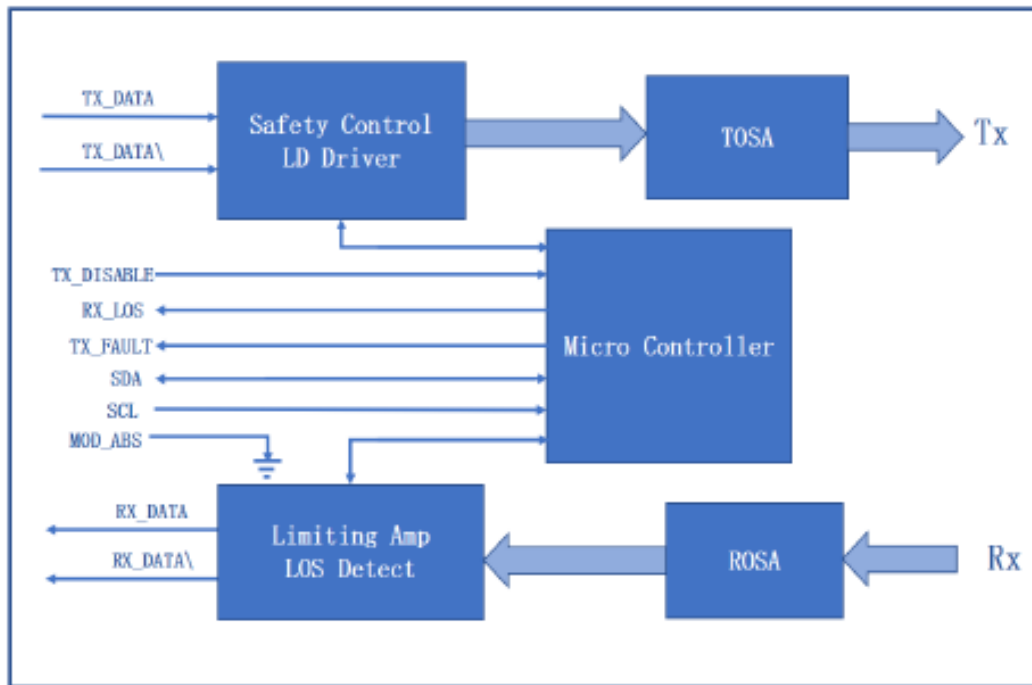 TX_DATA
TX_DATA\
Safety Control
LD Driver
TOSA
Tx
TX_DISABLE
RX_LOS
TX_FAULT
SDA
SCL
MOD_ABS
Micro Controller
RX_DATA
RX_DATA\
Limiting Amp
LOS Detect
ROSA
Rx